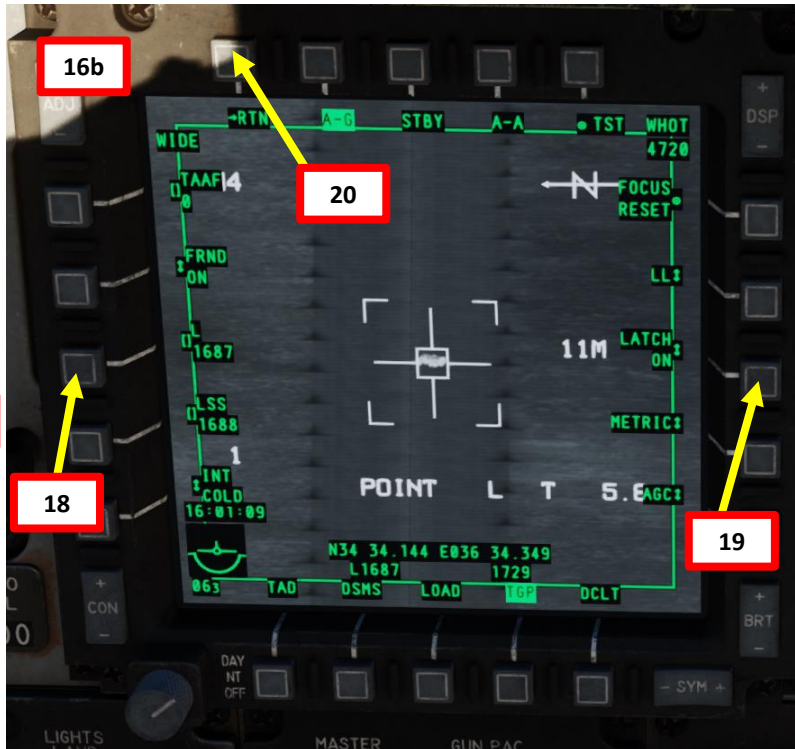 16b
ADJ
-
+
DSP
-
→RTN A-G STBY A-A TST WHOT
WIDE 4720
TAAF 14
0
20
N
FOCUS
RESET
FRND
ON
LL
L
1687
11M
LATCH
ON
LSS
1688
METRIC
1
POINT L T
AGC
INT
COLD
16:01:09
18
19
N34 34.144 E036 34.349
L1687 1729
TAD DSMS LOAD TGP DCLT
+
CON
-
+
BRT
-
DAY
NT
OFF
- SYM +
LIGHTS
MASTER GUN PAC